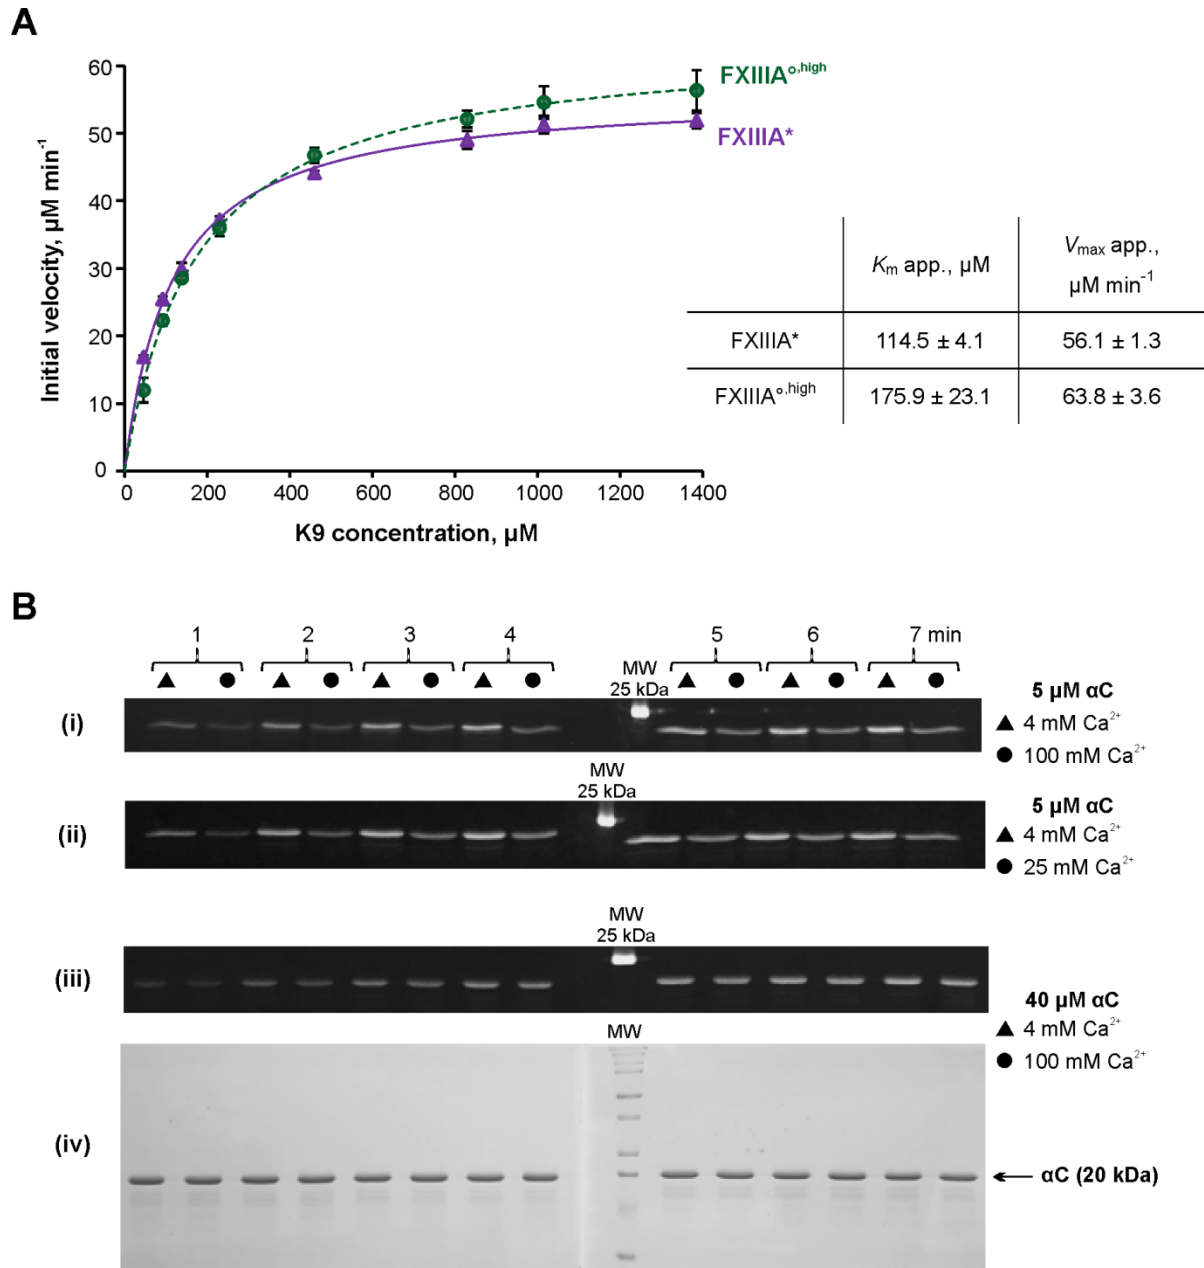 A
FXIIIA°,high
FXIIIA*
Initial velocity, µM min⁻¹
60
50
40
30
20
10
0
0 200 400 600 800 1000 1200 1400
K9 concentration, µM
Kₘ app., µM
Vₘₐₓ app.,
µM min⁻¹
FXIIIA* 114.5 ± 4.1 56.1 ± 1.3
FXIIIA°,high 175.9 ± 23.1 63.8 ± 3.6
B
1 2 3 4 5 6 7 min
MW
25 kDa
(i)
5 µM αC
▲ 4 mM Ca²⁺
● 100 mM Ca²⁺
MW
25 kDa
(ii)
5 µM αC
▲ 4 mM Ca²⁺
● 25 mM Ca²⁺
MW
25 kDa
(iii)
40 µM αC
▲ 4 mM Ca²⁺
● 100 mM Ca²⁺
MW
(iv)
αC (20 kDa)